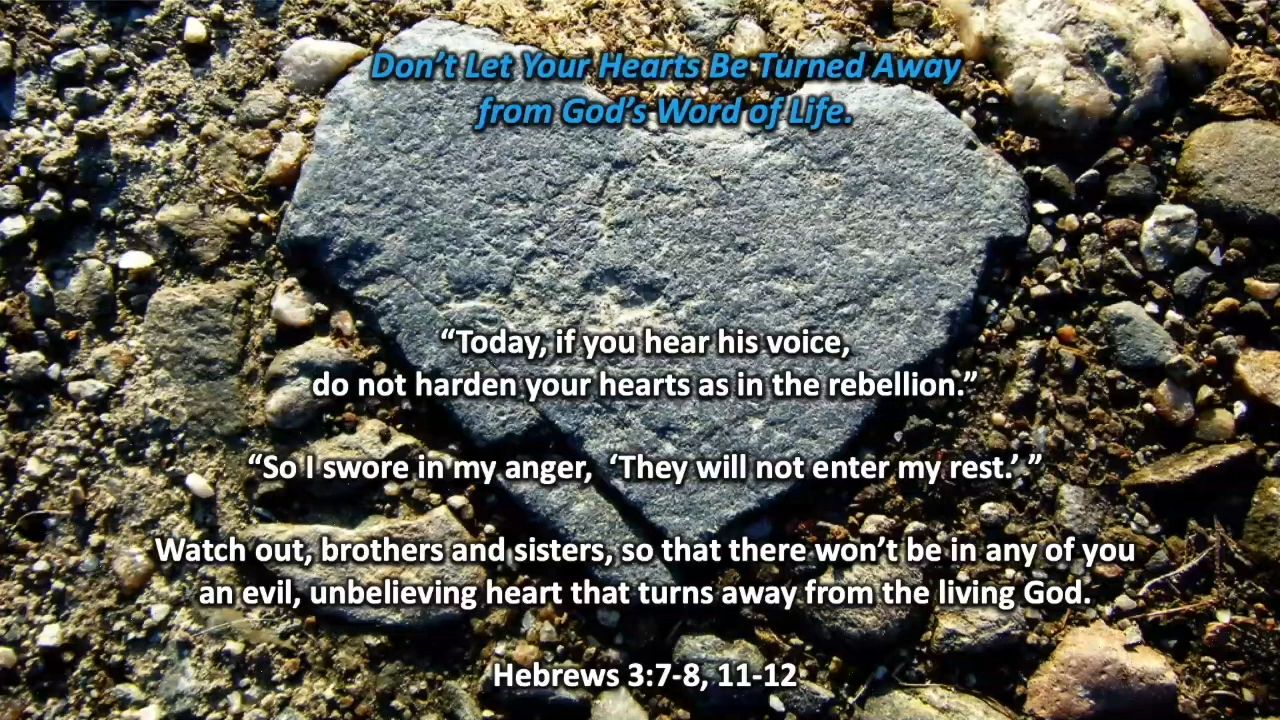 Don’t Let Your Hearts Be Turned Away
from God’s Word of Life.
“Today, if you hear his voice,
do not harden your hearts as in the rebellion.”
“So I swore in my anger, ‘They will not enter my rest.’ ”
Watch out, brothers and sisters, so that there won’t be in any of you
an evil, unbelieving heart that turns away from the living God.
Hebrews 3:7-8, 11-12